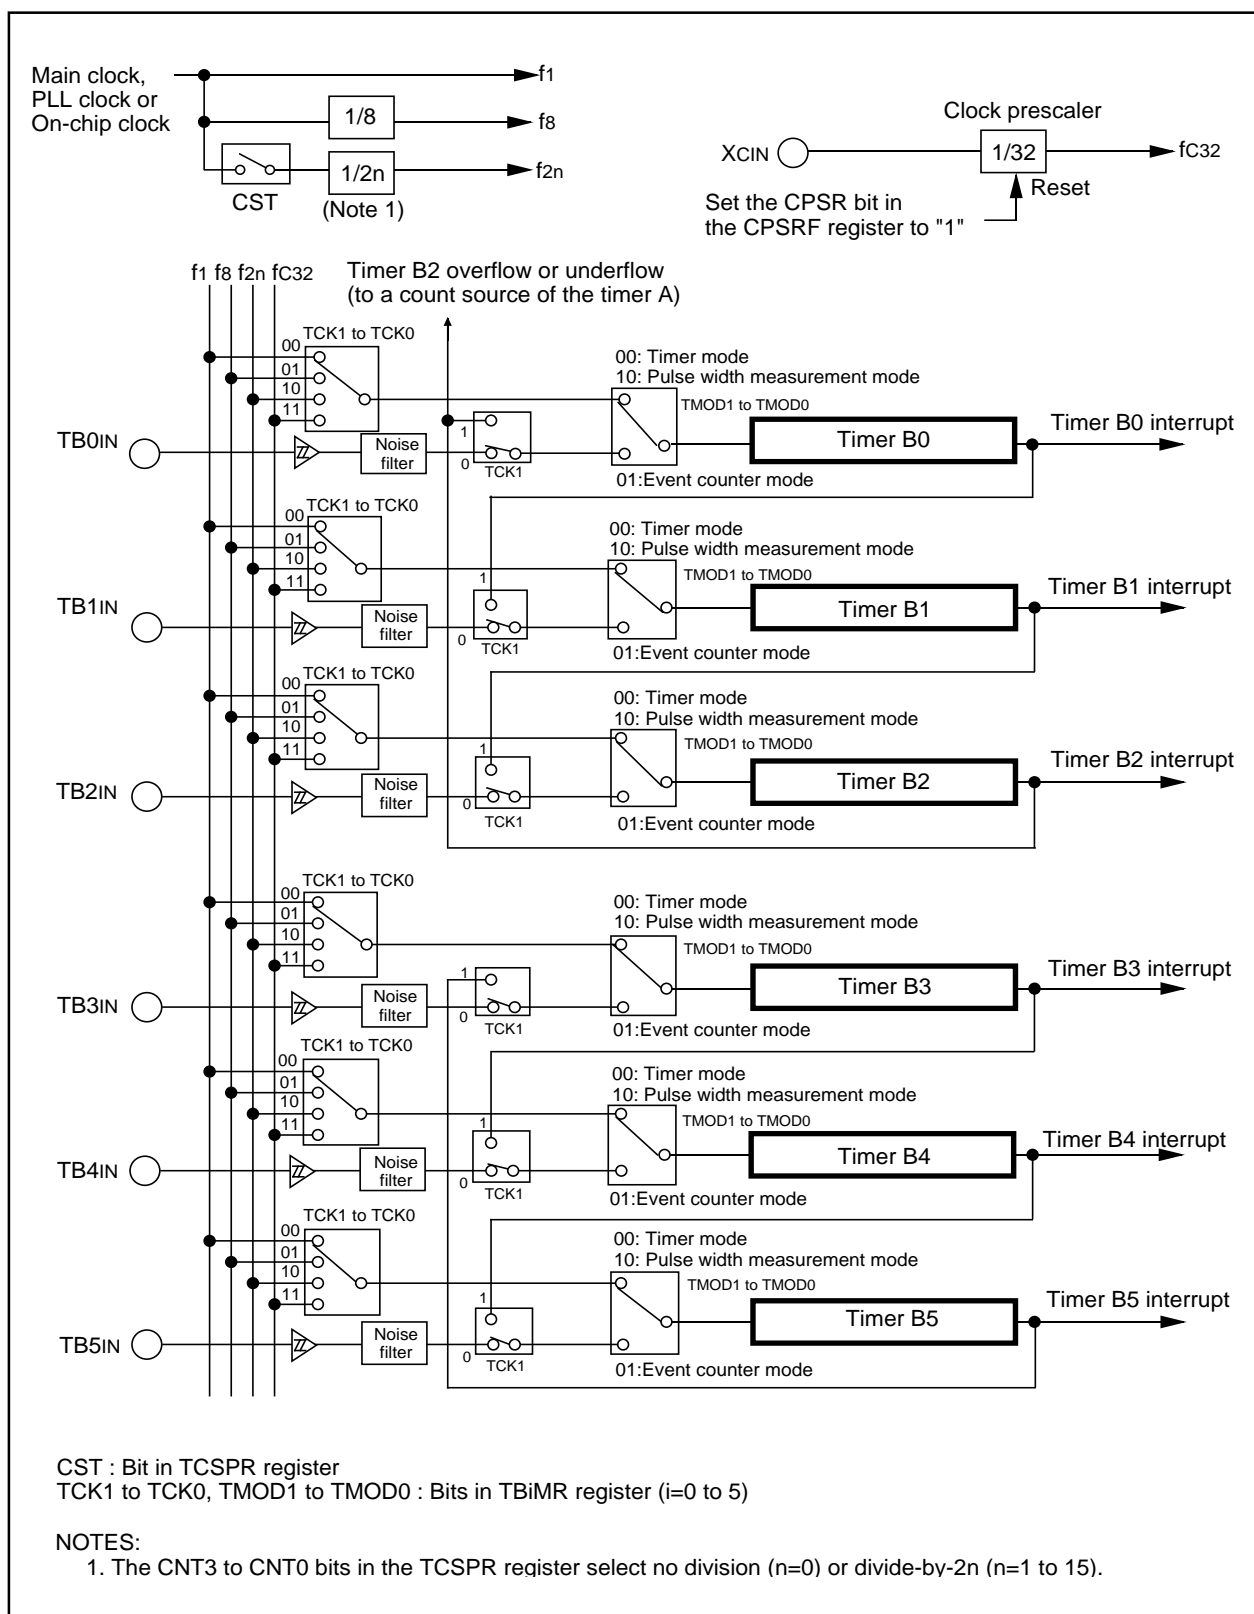 Main clock,
PLL clock or
On-chip clock
f1
1/8
f8
CST
1/2n
(Note 1)
f2n
Clock prescaler
XCIN
1/32
fC32
Reset
Set the CPSR bit in
the CPSRF register to "1"
f1 f8 f2n fC32
Timer B2 overflow or underflow
(to a count source of the timer A)
TCK1 to TCK0
00
01
10
11
00: Timer mode
10: Pulse width measurement mode
TMOD1 to TMOD0
TB0IN
Noise
filter
1
0
TCK1
Timer B0
Timer B0 interrupt
01:Event counter mode
TCK1 to TCK0
00
01
10
11
00: Timer mode
10: Pulse width measurement mode
TMOD1 to TMOD0
TB1IN
Noise
filter
1
0
TCK1
Timer B1
Timer B1 interrupt
01:Event counter mode
TCK1 to TCK0
00
01
10
11
00: Timer mode
10: Pulse width measurement mode
TMOD1 to TMOD0
TB2IN
Noise
filter
1
0
TCK1
Timer B2
Timer B2 interrupt
01:Event counter mode
TCK1 to TCK0
00
01
10
11
00: Timer mode
10: Pulse width measurement mode
TMOD1 to TMOD0
TB3IN
Noise
filter
1
0
TCK1
Timer B3
Timer B3 interrupt
01:Event counter mode
TCK1 to TCK0
00
01
10
11
00: Timer mode
10: Pulse width measurement mode
TMOD1 to TMOD0
TB4IN
Noise
filter
1
0
TCK1
Timer B4
Timer B4 interrupt
01:Event counter mode
TCK1 to TCK0
00
01
10
11
00: Timer mode
10: Pulse width measurement mode
TMOD1 to TMOD0
TB5IN
Noise
filter
1
0
TCK1
Timer B5
Timer B5 interrupt
01:Event counter mode
CST : Bit in TCSPR register
TCK1 to TCK0, TMOD1 to TMOD0 : Bits in TBiMR register (i=0 to 5)
NOTES:
1. The CNT3 to CNT0 bits in the TCSPR register select no division (n=0) or divide-by-2n (n=1 to 15).